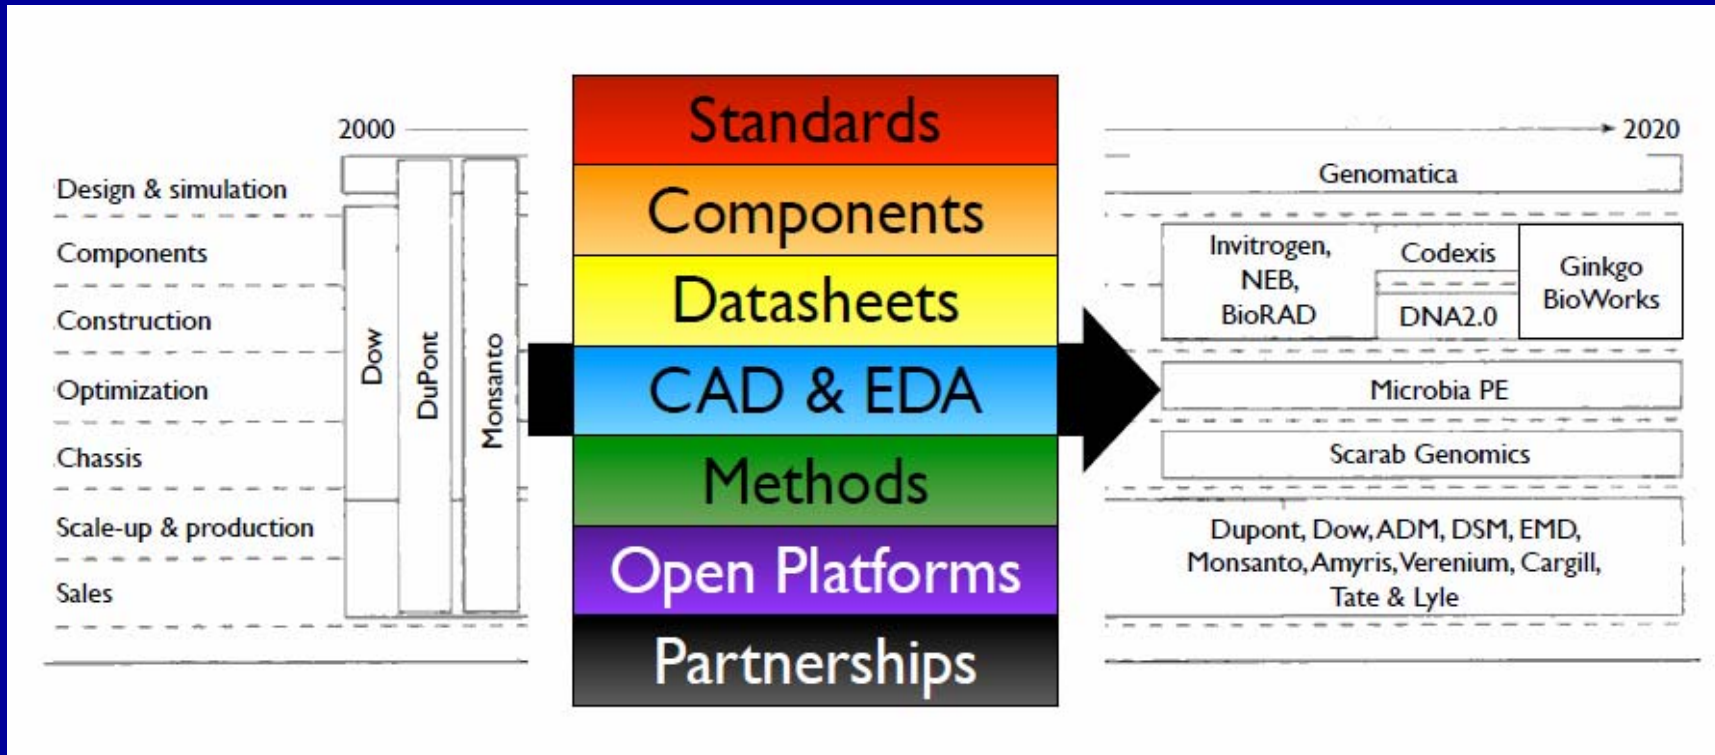 2000
Design & simulation
Components
Construction
Optimization
Chassis
Scale-up & production
Sales
Dow
DuPont
Monsanto
Standards
Components
Datasheets
CAD & EDA
Methods
Open Platforms
Partnerships
2020
Genomatica
Invitrogen,
NEB,
BioRAD
Codexis
DNA2.0
Ginkgo
BioWorks
Microbia PE
Scarab Genomics
Dupont, Dow, ADM, DSM, EMD,
Monsanto, Amyris, Verenium, Cargill,
Tate & Lyle